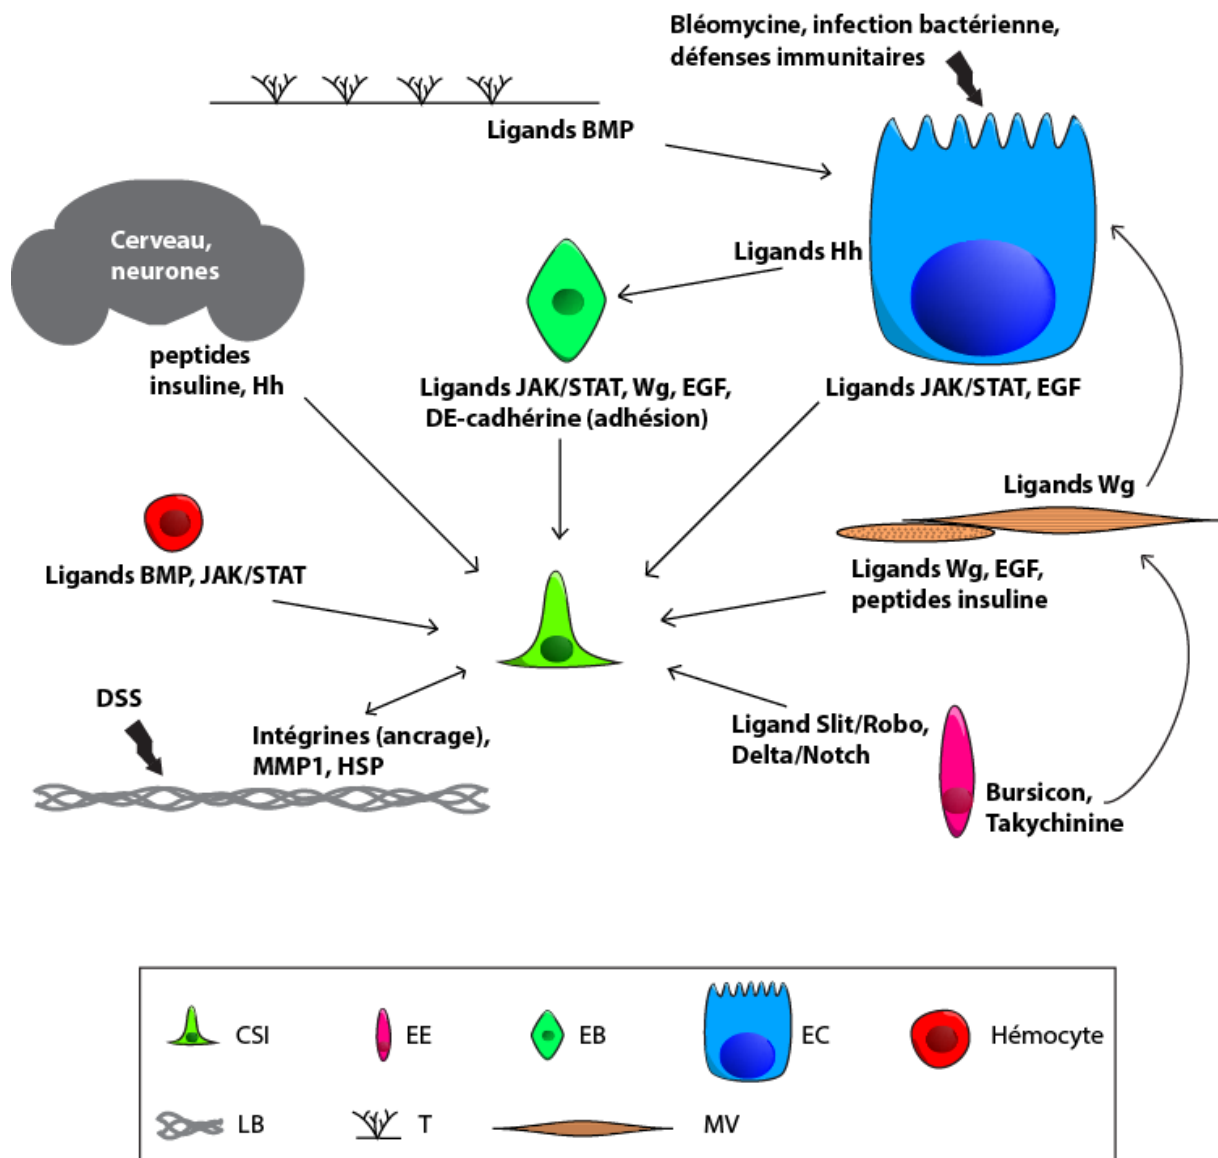 Bléomycine, infection bactérienne,
défenses immunitaires
Ligands BMP
Cerveau,
neurones
Ligands Hh
peptides
insuline, Hh
Ligands JAK/STAT, Wg, EGF,
DE-cadhérine (adhésion)
Ligands JAK/STAT, EGF
Ligands Wg
Ligands BMP, JAK/STAT
Ligands Wg, EGF,
peptides insuline
DSS
Intégrines (ancrage),
MMP1, HSP
Ligand Slit/Robo,
Delta/Notch
Bursicon,
Takychinine
CSI
EE
EB
EC
Hémocyte
LB
T
MV